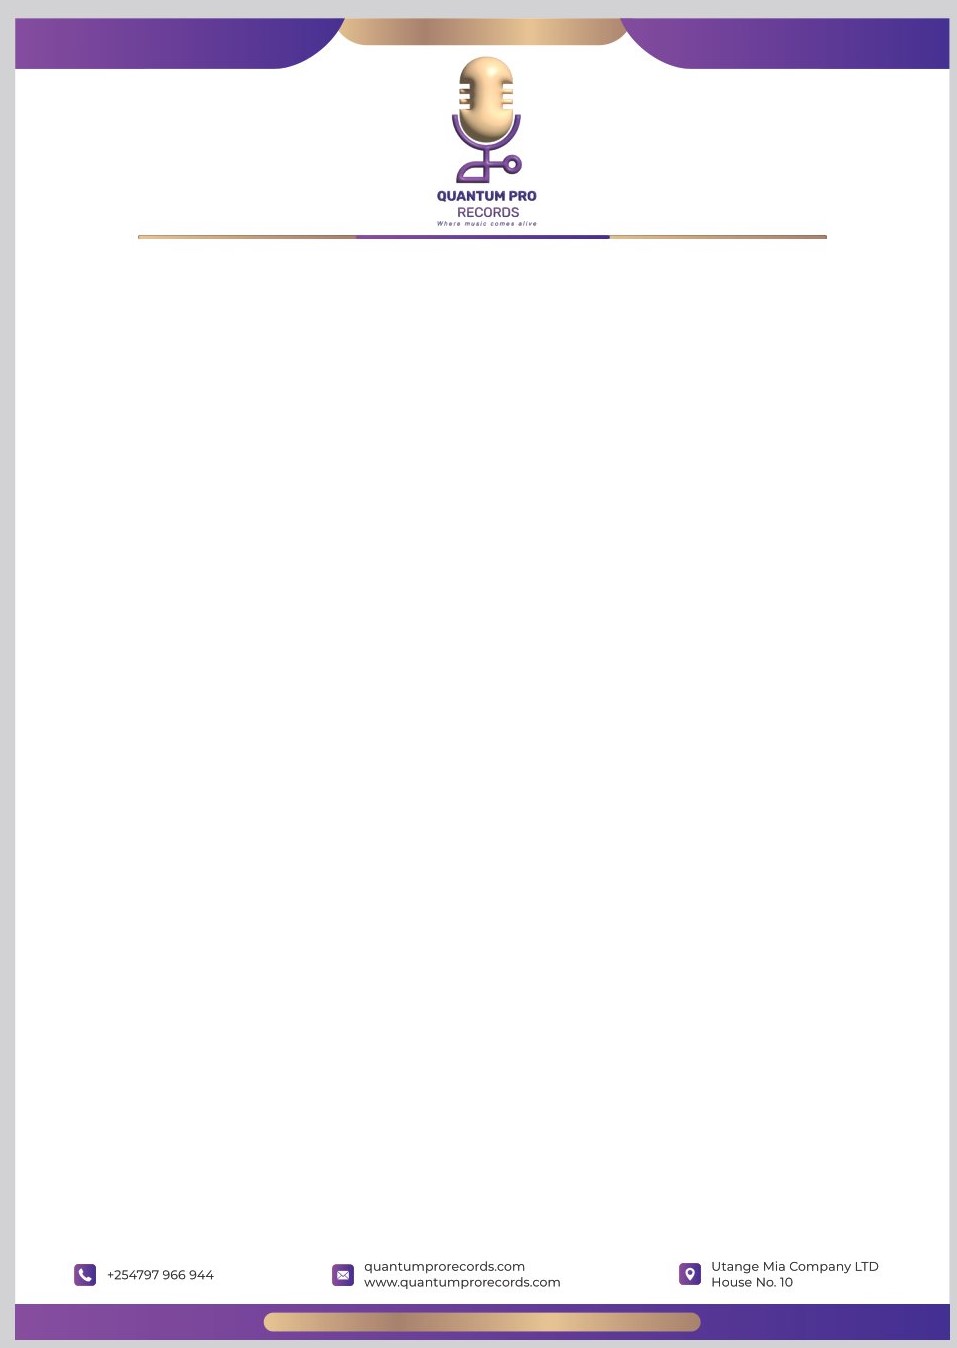 QUANTUM PRO
RECORDS
Where music comes alive
+254797 966 944
quantumprorecords.com
www.quantumprorecords.com
Utange Mia Company LTD
House No. 10